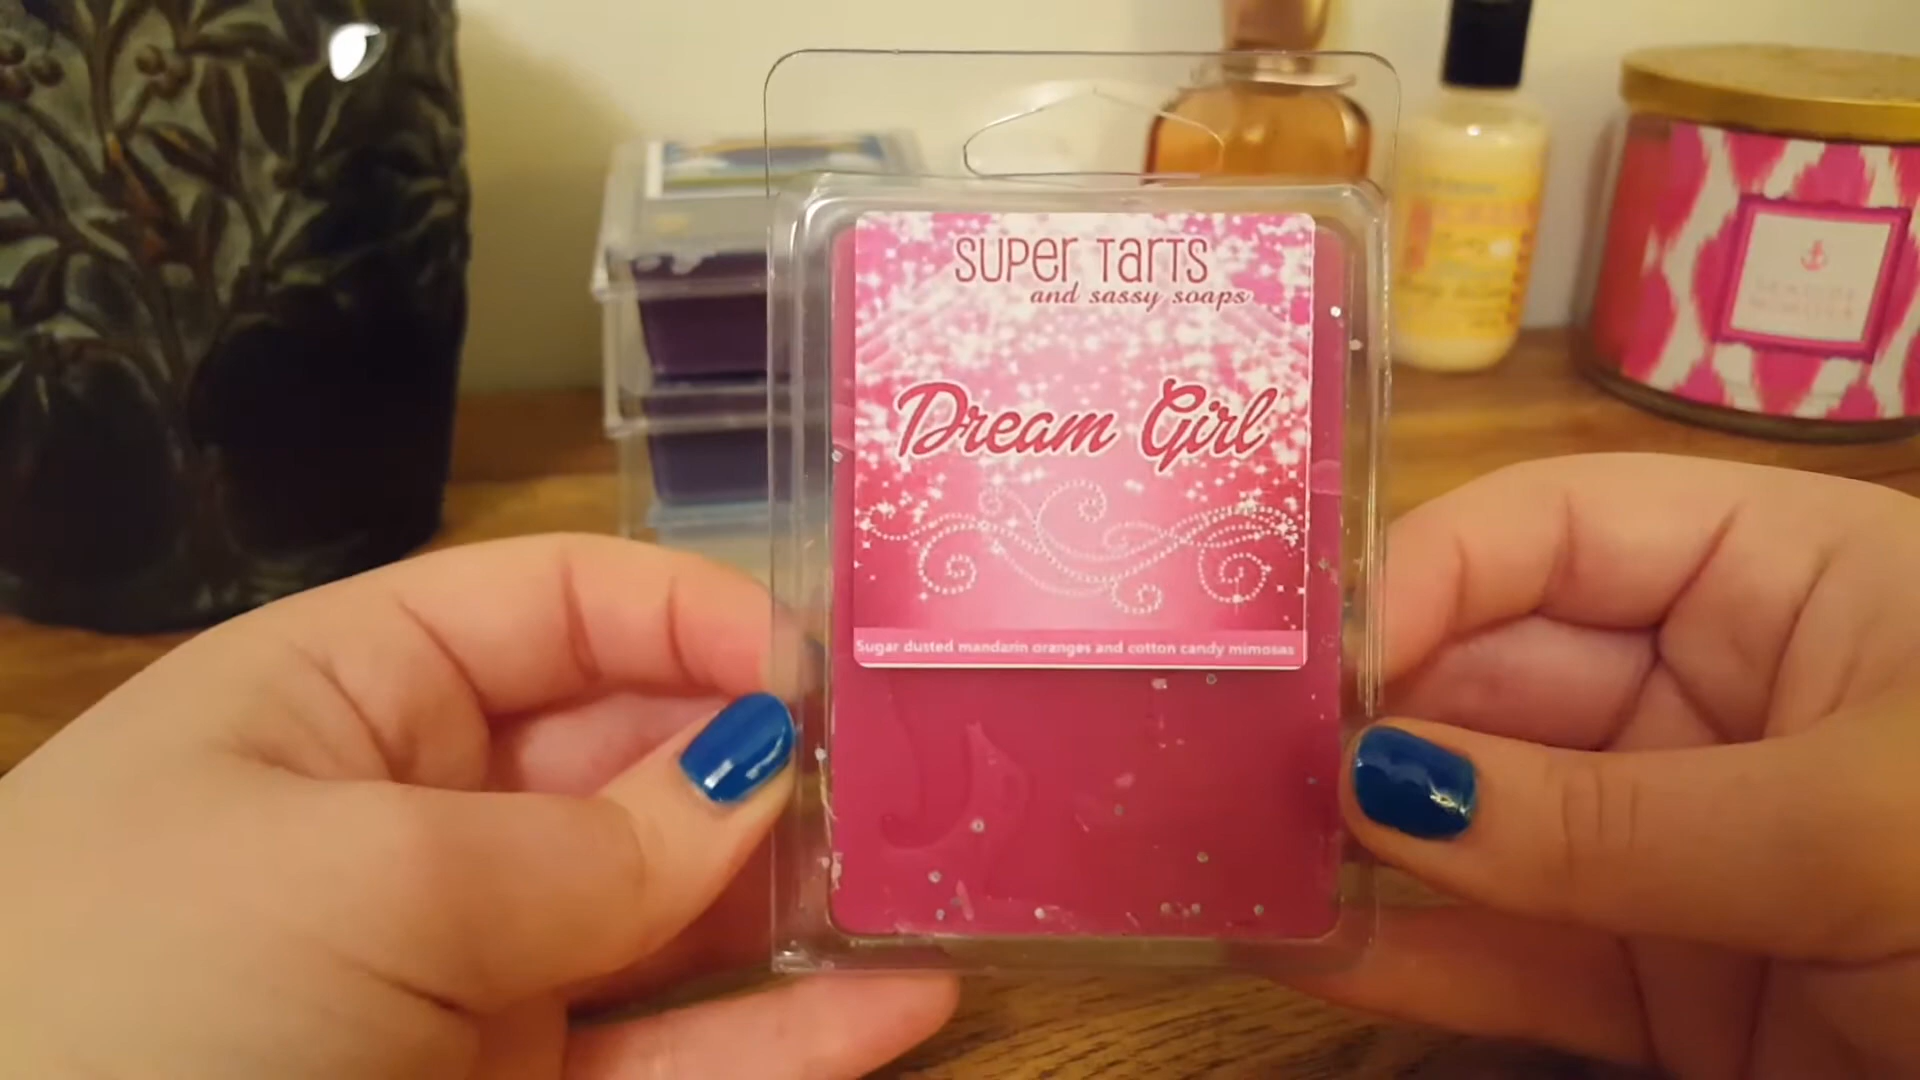 SUPER TARTS
and sassy soaps
Dream Girl
Sugar dusted mandarin oranges and cotton candy mimosas